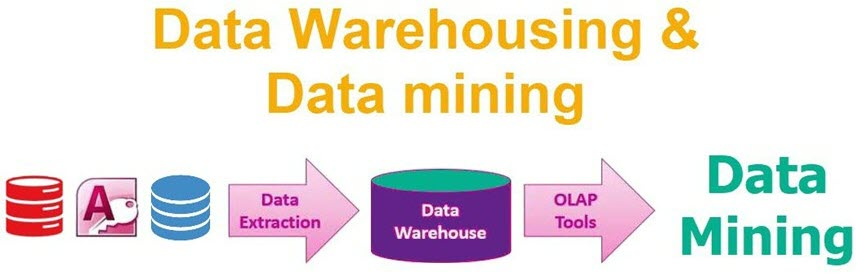 Data Warehousing &
Data mining
A
Data
Extraction
Data
Warehouse
OLAP
Tools
Data
Mining